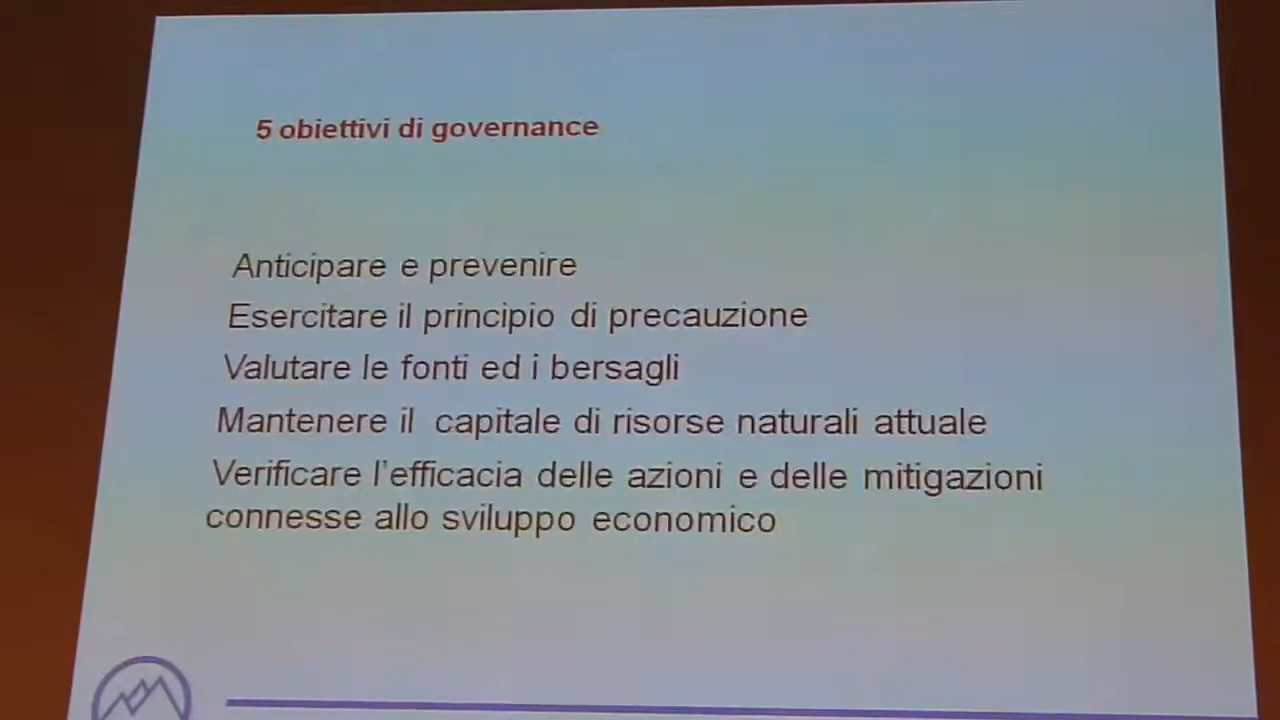 5 obiettivi di governance
Anticipare e prevenire
Esercitare il principio di precauzione
Valutare le fonti ed i bersagli
Mantenere il capitale di risorse naturali attuale
Verificare l'efficacia delle azioni e delle mitigazioni
connesse allo sviluppo economico